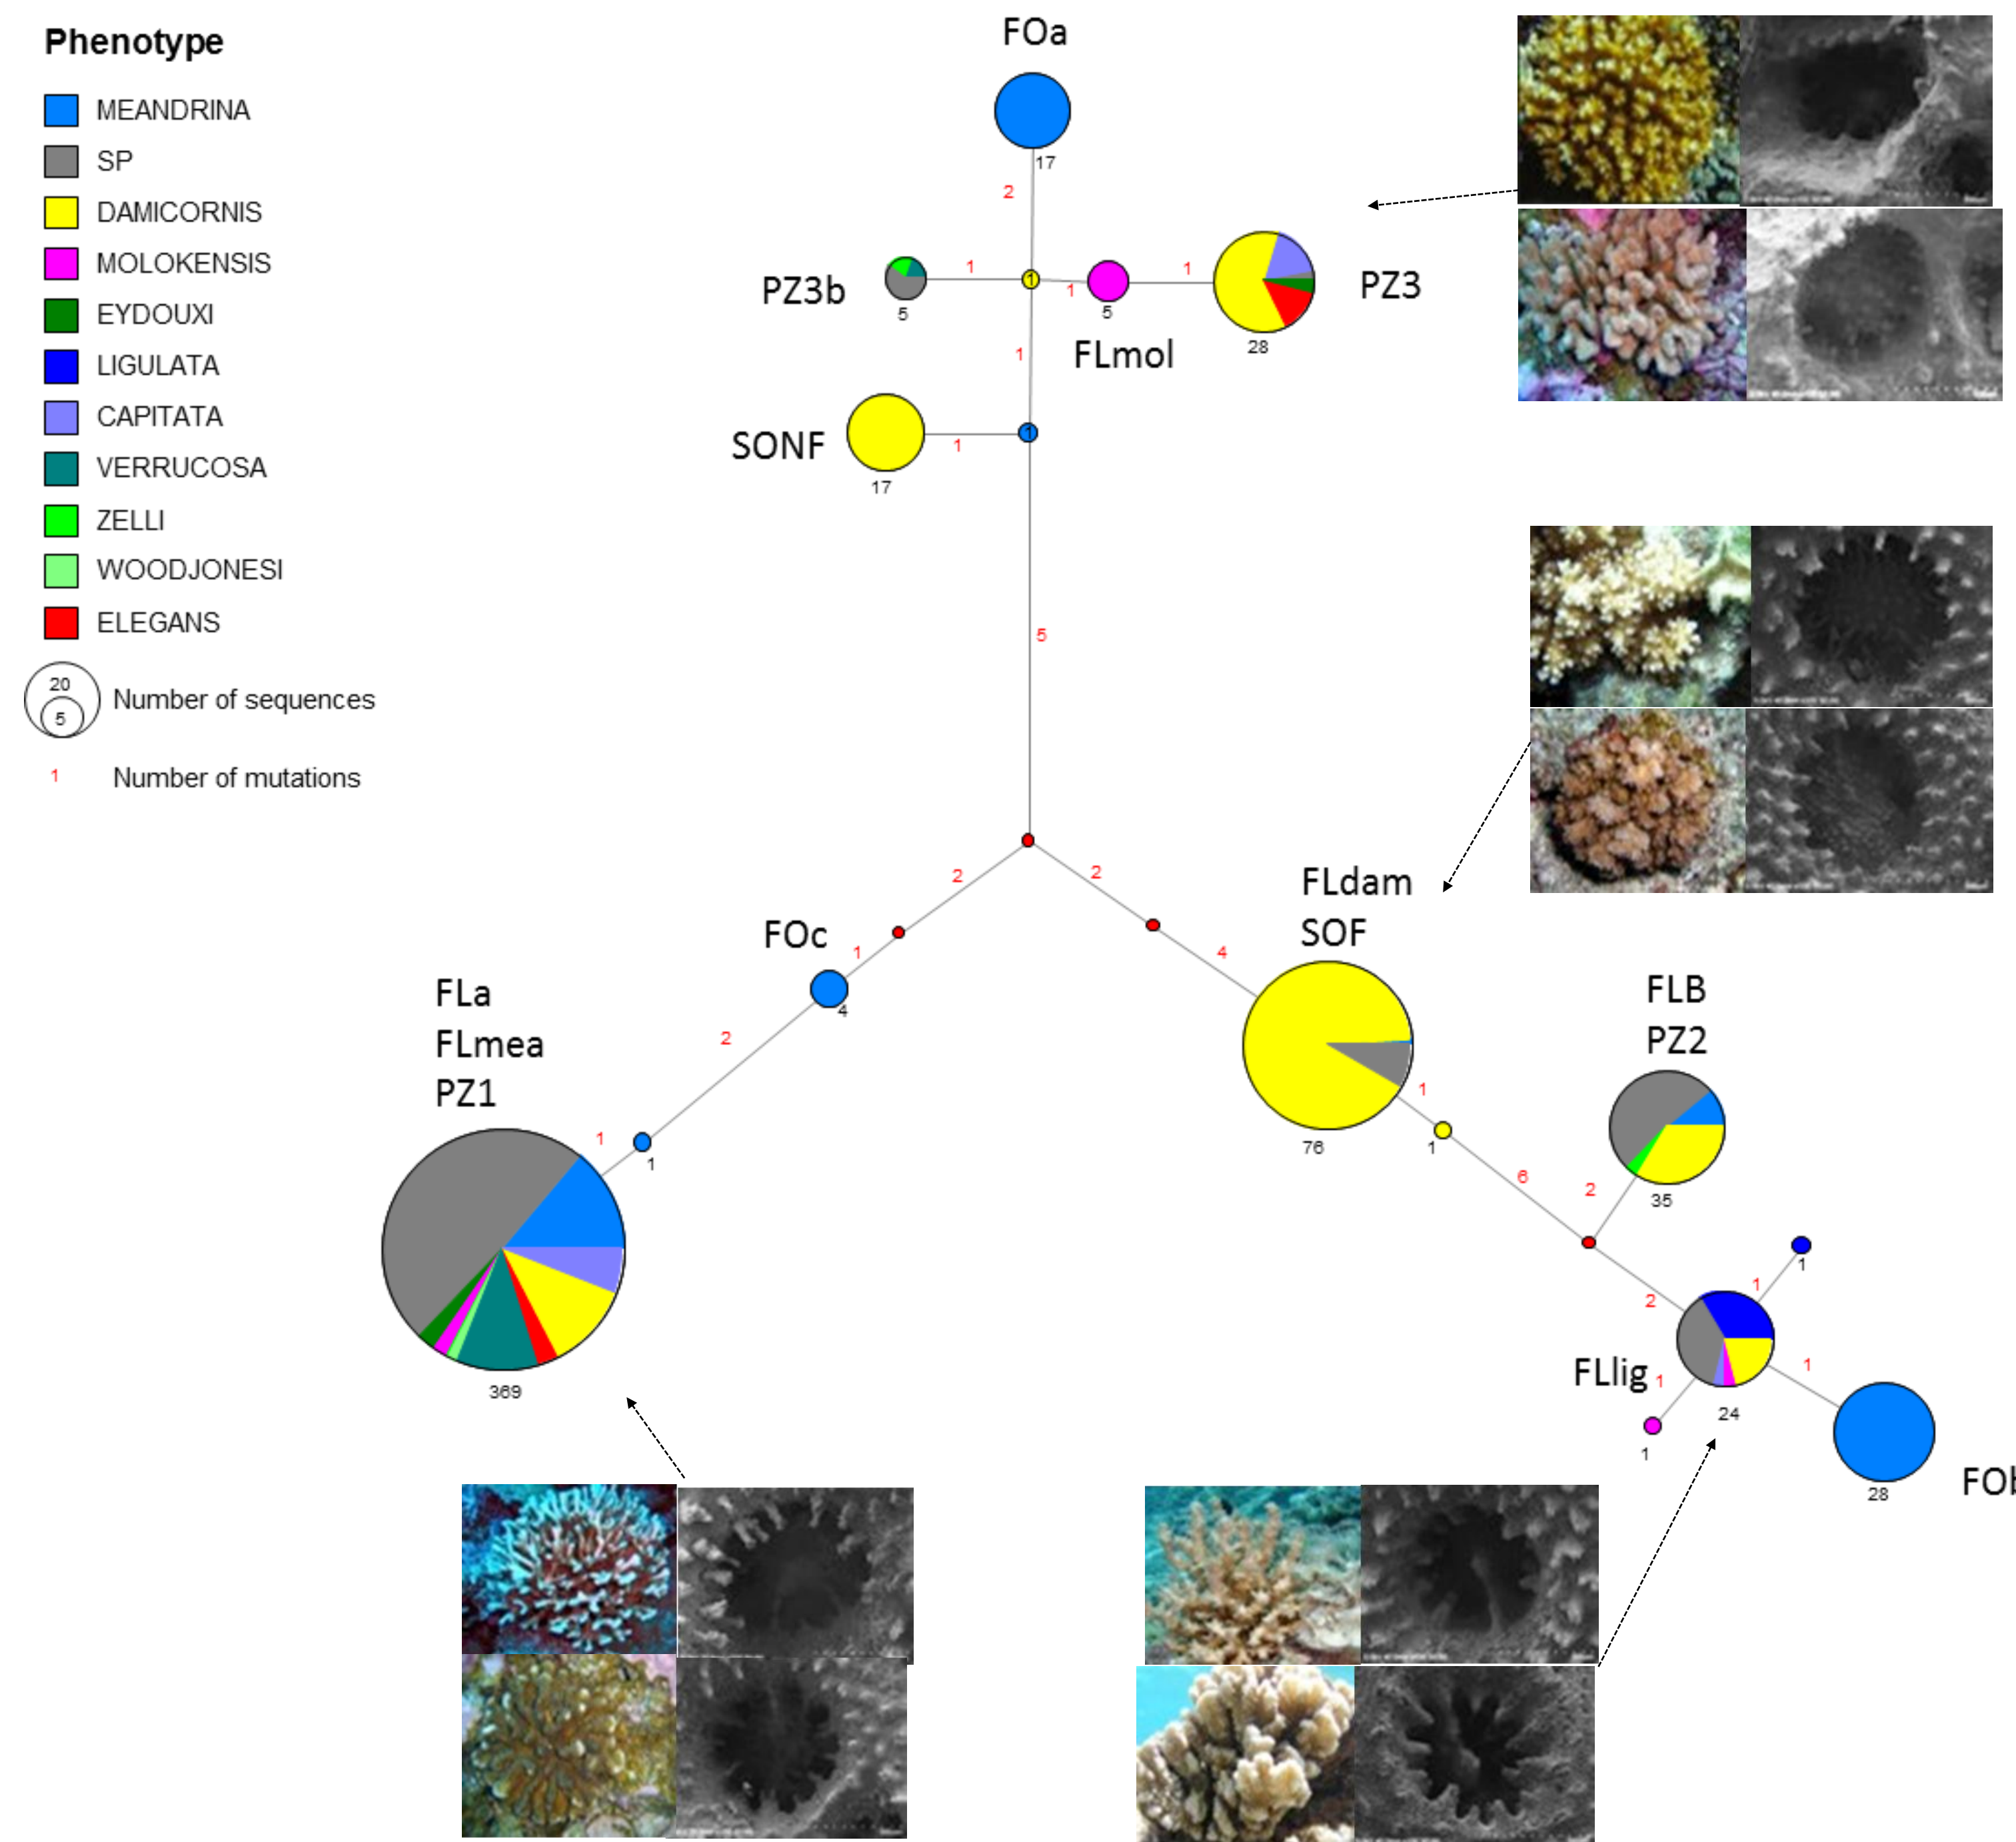 Phenotype
MEANDRINA
SP
DAMICORNIS
MOLOKENSIS
EYDOUXI
LIGULATA
CAPITATA
VERRUCOSA
ZELLI
WOODJONESI
ELEGANS
20
5
Number of sequences
1
Number of mutations
FOa
17
2
PZ3b
5
1
1
1
FLmol
5
1
PZ3
28
1
SONF
17
1
1
5
2
2
FOc
1
4
2
FLa
FLmea
PZ1
1
1
369
4
FLdam
SOF
76
1
1
6
FLB
PZ2
2
35
2
1
1
FLlig
1
1
24
1
28
FOb